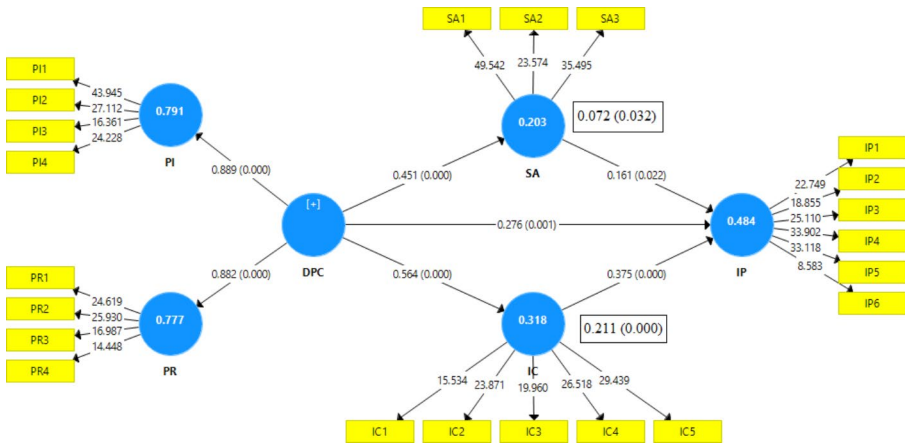 SA1
SA2
SA3
49.542
23.574
35.495
PI1
PI2
PI3
PI4
43.945
27.112
16.361
24.228
0.791
PI
0.203
SA
0.072 (0.032)
0.889 (0.000)
0.451 (0.000)
0.161 (0.022)
IP1
IP2
IP3
IP4
IP5
IP6
22.749
18.855
25.110
33.902
33.118
8.583
[+]
DPC
0.276 (0.001)
0.484
IP
0.882 (0.000)
0.564 (0.000)
0.375 (0.000)
PR1
PR2
PR3
PR4
24.619
25.930
16.987
14.448
0.777
PR
0.318
IC
0.211 (0.000)
15.534
23.871
19.960
26.518
29.439
IC1
IC2
IC3
IC4
IC5